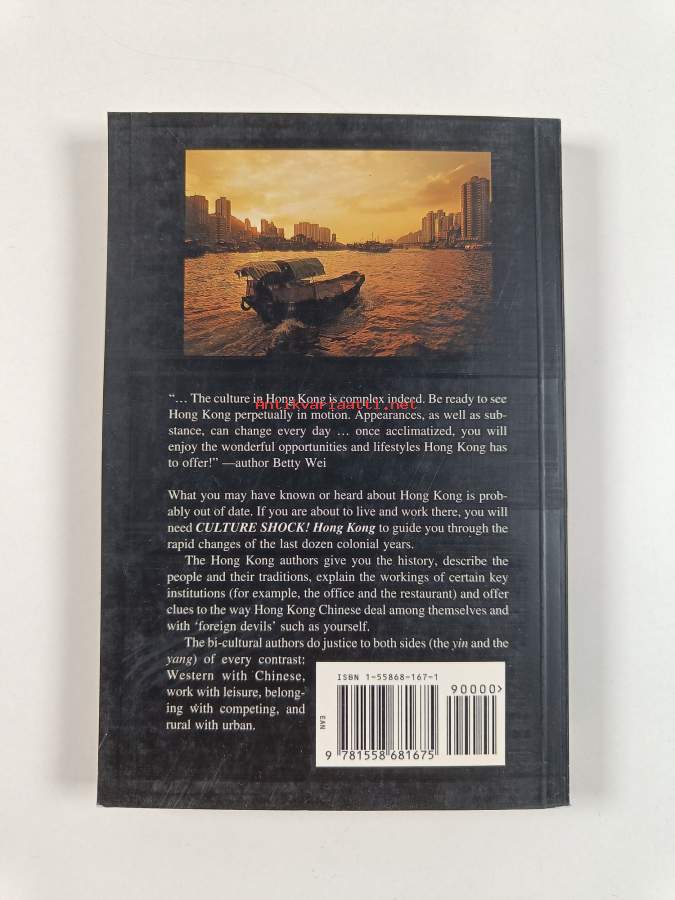 “… The culture in Hong Kong is complex indeed. Be ready to see
antikvariaatti.net
Hong Kong perpetually in motion. Appearances, as well as sub-
stance, can change every day … once acclimatized, you will
enjoy the wonderful opportunities and lifestyles Hong Kong has
to offer!” —author Betty Wei
What you may have known or heard about Hong Kong is prob-
ably out of date. If you are about to live and work there, you will
need CULTURE SHOCK! Hong Kong to guide you through the
rapid changes of the last dozen colonial years.
The Hong Kong authors give you the history, describe the
people and their traditions, explain the workings of certain key
institutions (for example, the office and the restaurant) and offer
clues to the way Hong Kong Chinese deal among themselves and
with ‘foreign devils’ such as yourself.
The bi-cultural authors do justice to both sides (the yin and the
yang) of every contrast:
Western with Chinese,
work with leisure, belong-
ing with competing, and
rural with urban.
ISBN 1-55868-167-1
90000>
EAN
9 781558 681675